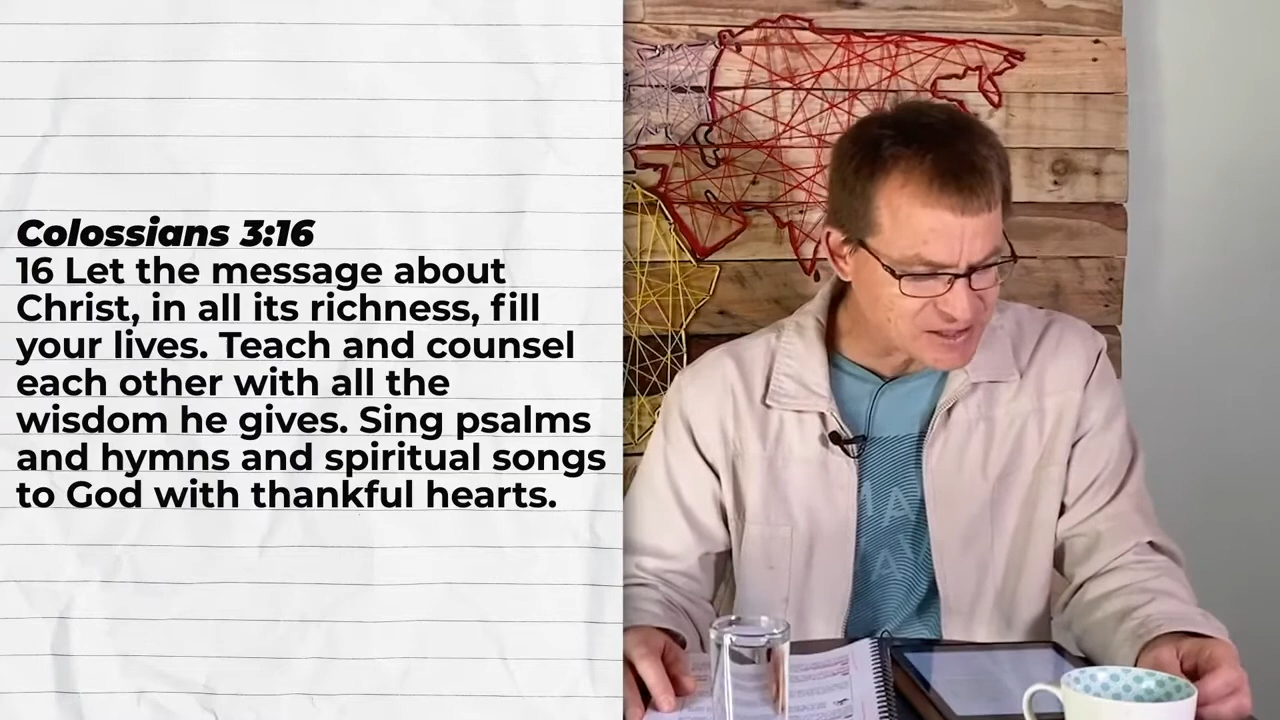 Colossians 3:16
16 Let the message about
Christ, in all its richness, fill
your lives. Teach and counsel
each other with all the
wisdom he gives. Sing psalms
and hymns and spiritual songs
to God with thankful hearts.